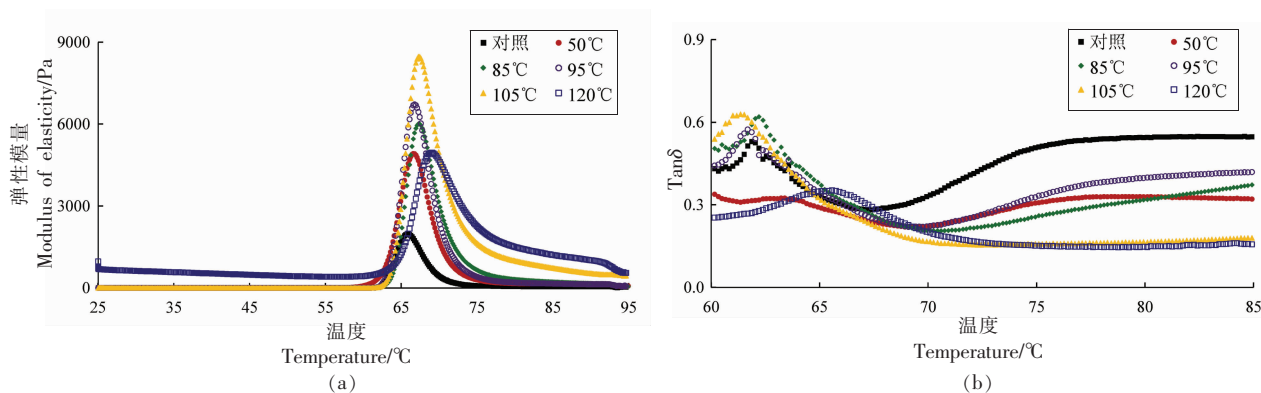 9000
6000
3000
0
25 35 45 55 65 75 85 95
弹性模量
Modulus of elasticity/Pa
对照 50℃
85℃ 95℃
105℃ 120℃
温度
Temperature/℃
(a)
0.9
0.6
0.3
0.0
60 65 70 75 80 85
Tanδ
对照 50℃
85℃ 95℃
105℃ 120℃
温度
Temperature/℃
(b)